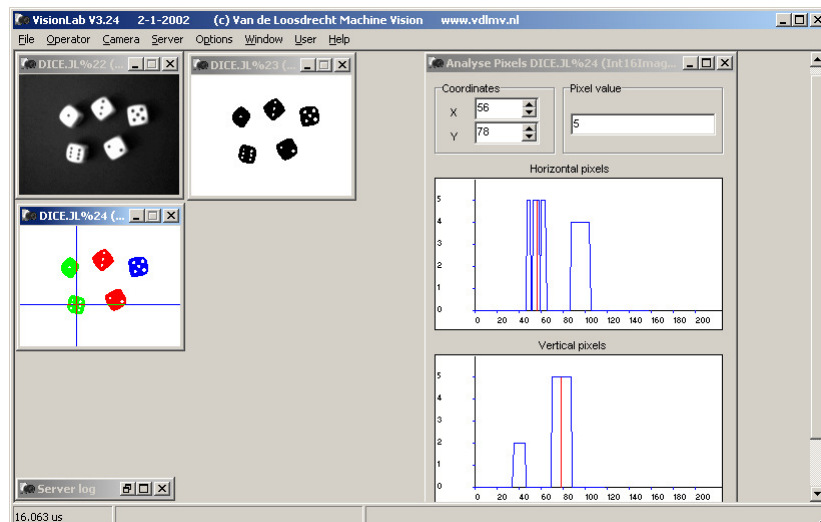 VisionLab V3.24 2-1-2002 (c) Van de Loosdrecht Machine Vision www.vdlmv.nl
File Operator Camera Server Options Window User Help
DICE.JL%22 (...
DICE.JL%23 (...
Analyse Pixels DICE.JL%24 (Int16Imag...
Coordinates
Pixel value
X 56
5
Y 78
Horizontal pixels
5
4
3
2
1
0
0 20 40 60 80 100 120 140 160 180 200
DICE.JL%24 (...
Vertical pixels
5
4
3
2
1
0
0 20 40 60 80 100 120 140 160 180 200
Server log
16.063 us